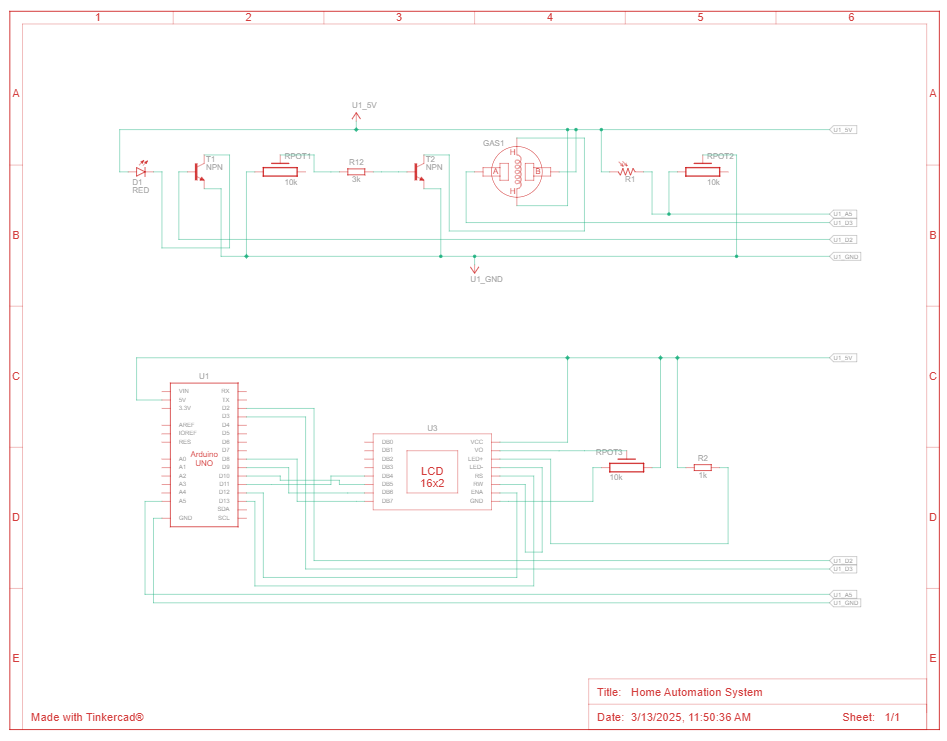 1 2 3 4 5 6
A A
U1_5V
U1_5V
GAS1
T1
NPN
RPOT1
10k
R12
3k
T2
NPN
H
A B
H
R1
RPOT2
10k
D1
RED
U1_A5
U1_D3
B B
U1_D2
U1_GND
U1_GND
U1_5V
C C
U1
VIN RX
5V TX
3.3V D2
D3
AREF D4
IOREF D5
RES D6
D7
A0 D8
A1 D9
A2 D10
A3 D11
A4 D12
A5 D13
SDA
GND SCL
Arduino
UNO
U3
DB0 VCC
DB1 VO
DB2 LED+
DB3 LED-
DB4 RS
DB5 RW
DB6 ENA
DB7 GND
LCD
16x2
RPOT3
10k
R2
1k
D D
U1_D2
U1_D3
U1_A5
U1_GND
E E
Title: Home Automation System
Made with Tinkercad®
Date: 3/13/2025, 11:50:36 AM Sheet: 1/1